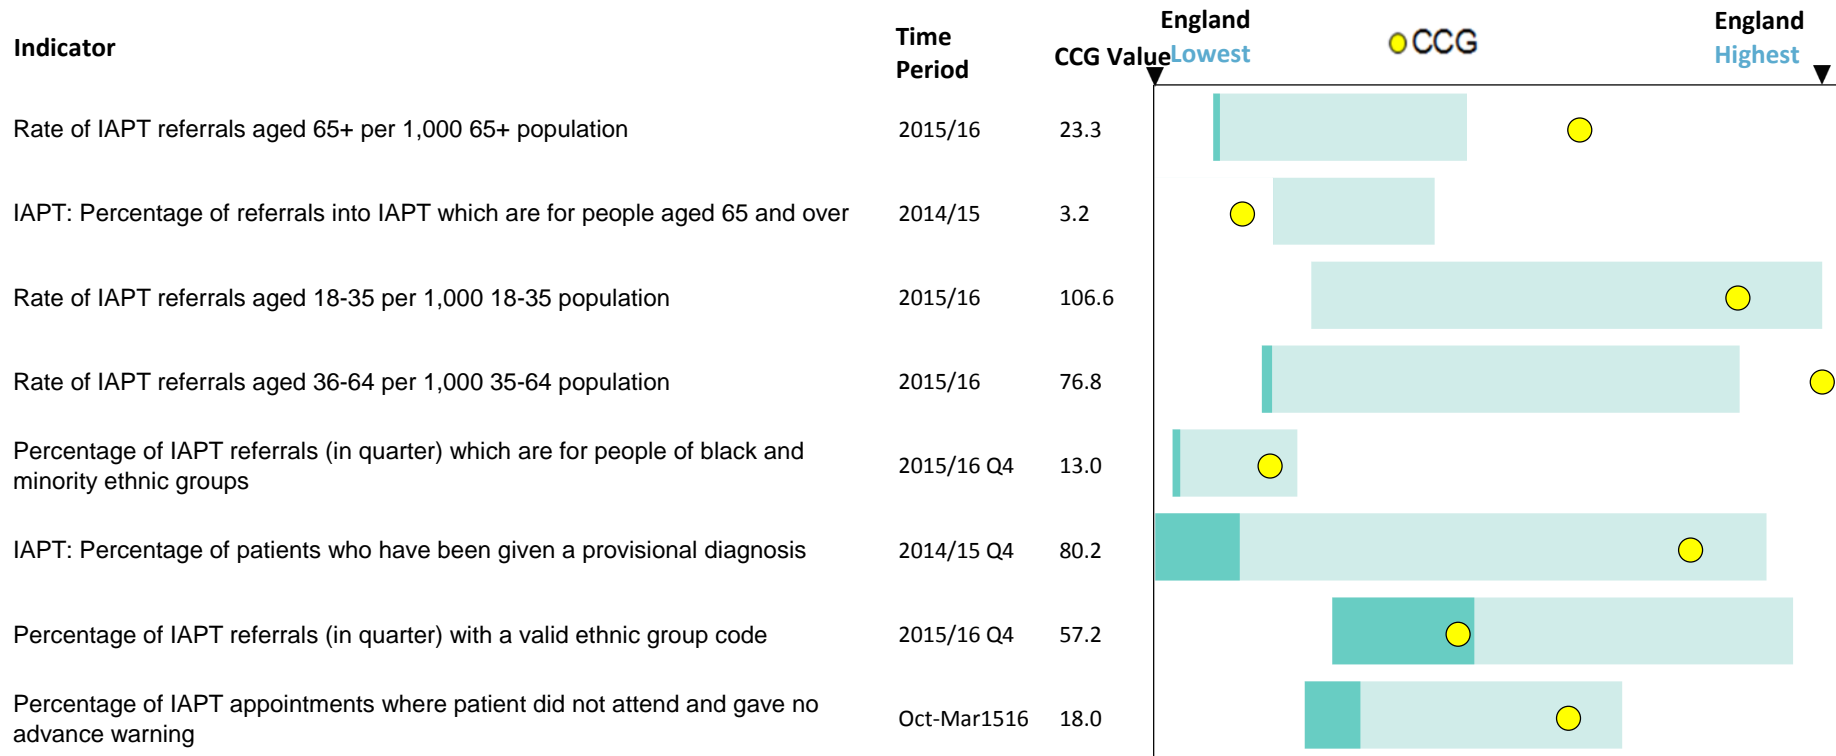 Indicator
Time Period
CCG Value
England Lowest
CCG
England Highest
Rate of IAPT referrals aged 65+ per 1,000 65+ population 2015/16 23.3
IAPT: Percentage of referrals into IAPT which are for people aged 65 and over 2014/15 3.2
Rate of IAPT referrals aged 18-35 per 1,000 18-35 population 2015/16 106.6
Rate of IAPT referrals aged 36-64 per 1,000 35-64 population 2015/16 76.8
Percentage of IAPT referrals (in quarter) which are for people of black and
minority ethnic groups 2015/16 Q4 13.0
IAPT: Percentage of patients who have been given a provisional diagnosis 2014/15 Q4 80.2
Percentage of IAPT referrals (in quarter) with a valid ethnic group code 2015/16 Q4 57.2
Percentage of IAPT appointments where patient did not attend and gave no
advance warning Oct-Mar1516 18.0